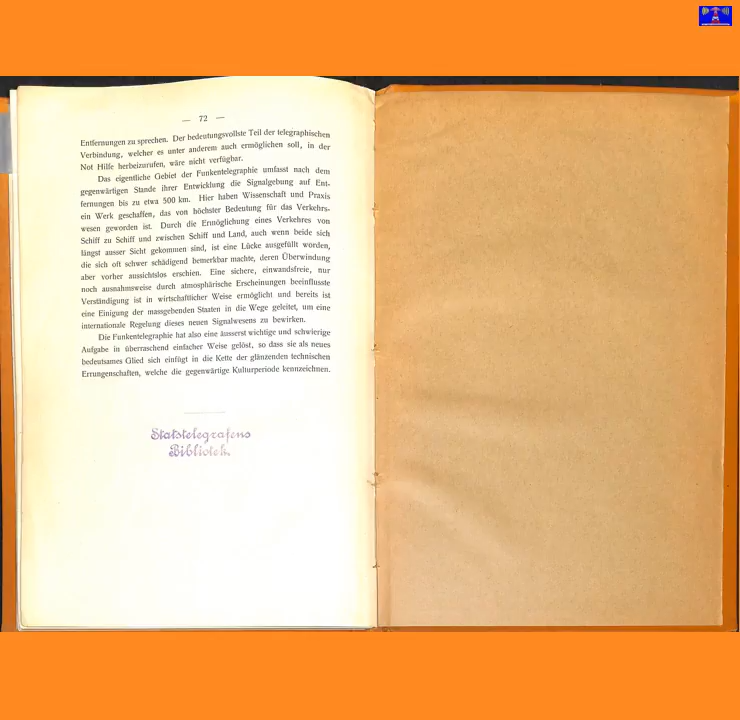 — 72 —
Entfernungen zu sprechen. Der bedeutungsvollste Teil der telegraphischen
Verbindung, welcher es unter anderem auch ermöglichen soll, in der
Not Hilfe herbeizurufen, wäre nicht verfügbar.
Das eigentliche Gebiet der Funkentelegraphie umfasst nach dem
gegenwärtigen Stande ihrer Entwicklung die Signalgebung auf Ent-
fernungen bis zu etwa 500 km. Hier haben Wissenschaft und Praxis
ein Werk geschaffen, das von höchster Bedeutung für das Verkehrs-
wesen geworden ist. Durch die Ermöglichung eines Verkehres von
Schiff zu Schiff und zwischen Schiff und Land, auch wenn beide sich
längst ausser Sicht gekommen sind, ist eine Lücke ausgefüllt worden,
die sich oft schwer schädigend bemerkbar machte, deren Überwindung
aber vorher aussichtslos erschien. Eine sichere, einwandsfreie, nur
noch ausnahmsweise durch atmosphärische Erscheinungen beeinflusste
Verständigung ist in wirtschaftlicher Weise ermöglicht und bereits ist
eine Einigung der massgebenden Staaten in die Wege geleitet, um eine
internationale Regelung dieses neuen Signalwesens zu bewirken.
Die Funkentelegraphie hat also eine äusserst wichtige und schwierige
Aufgabe in überraschend einfacher Weise gelöst, so dass sie als neues
bedeutsames Glied sich einfügt in die Kette der glänzenden technischen
Errungenschaften, welche die gegenwärtige Kulturperiode kennzeichnen.
Statstelegrafens
Bibliotek.